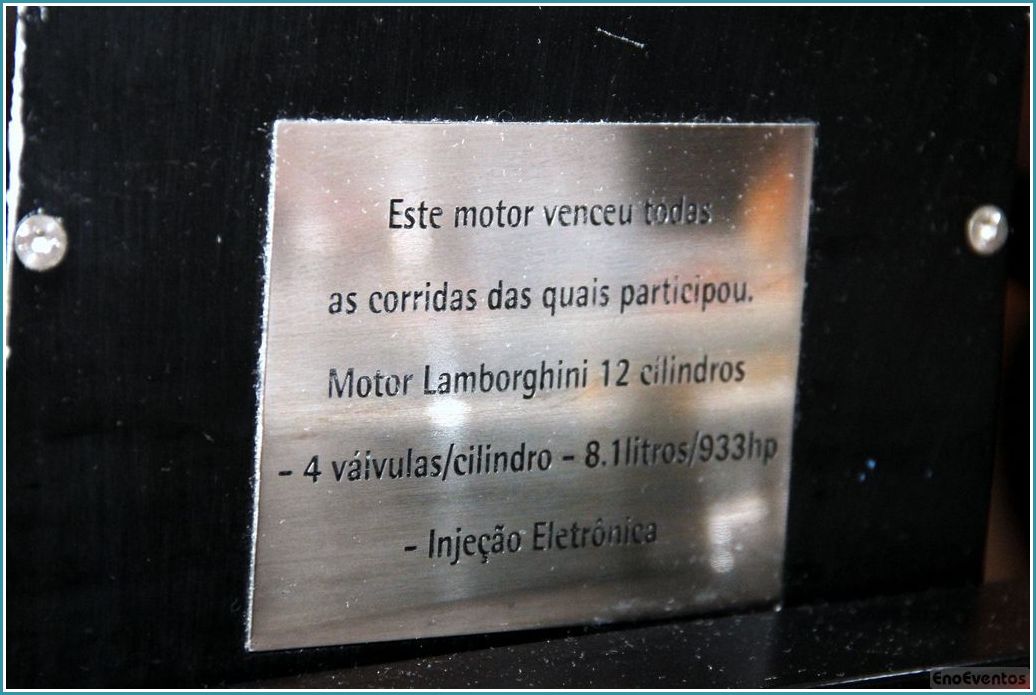 Este motor venceu todas
as corridas das quais participou.
Motor Lamborghini 12 cilindros
- 4 válvulas/cilindro - 8.1litros/933hp
- Injeção Eletrônica
EnoEventos